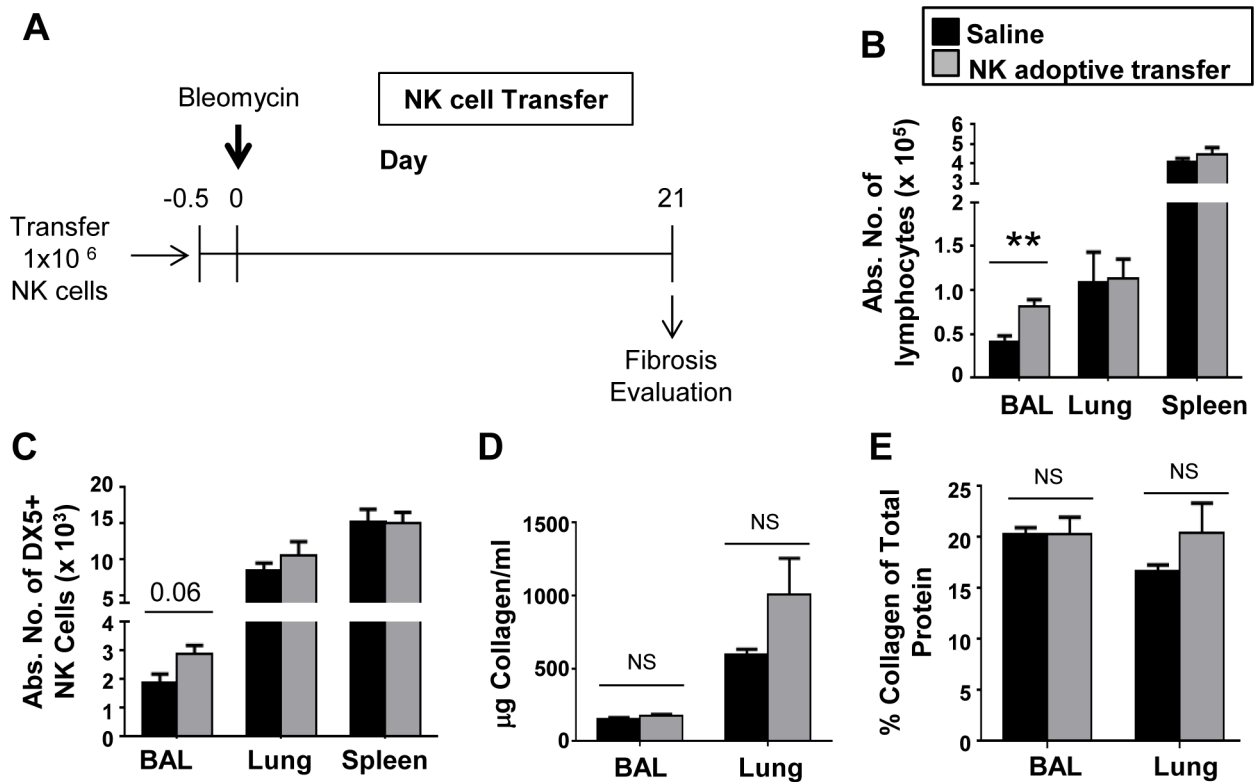 A
Bleomycin
NK cell Transfer
Day
-0.5 0 21
Transfer
1x10 ⁶
NK cells
Fibrosis
Evaluation
B
Saline
NK adoptive transfer
Abs. No. of
lymphocytes (x 10⁵)
6
5
4
3
2
1.5
1.0
0.5
0
**
BAL Lung Spleen
C
Abs. No. of DX5+
NK Cells (x 10³)
20
15
10
5
4
3
2
1
0
0.06
BAL Lung Spleen
D
µg Collagen/ml
1500
1000
500
0
NS
NS
BAL Lung
E
% Collagen of Total
Protein
25
20
15
10
5
0
NS NS
BAL Lung